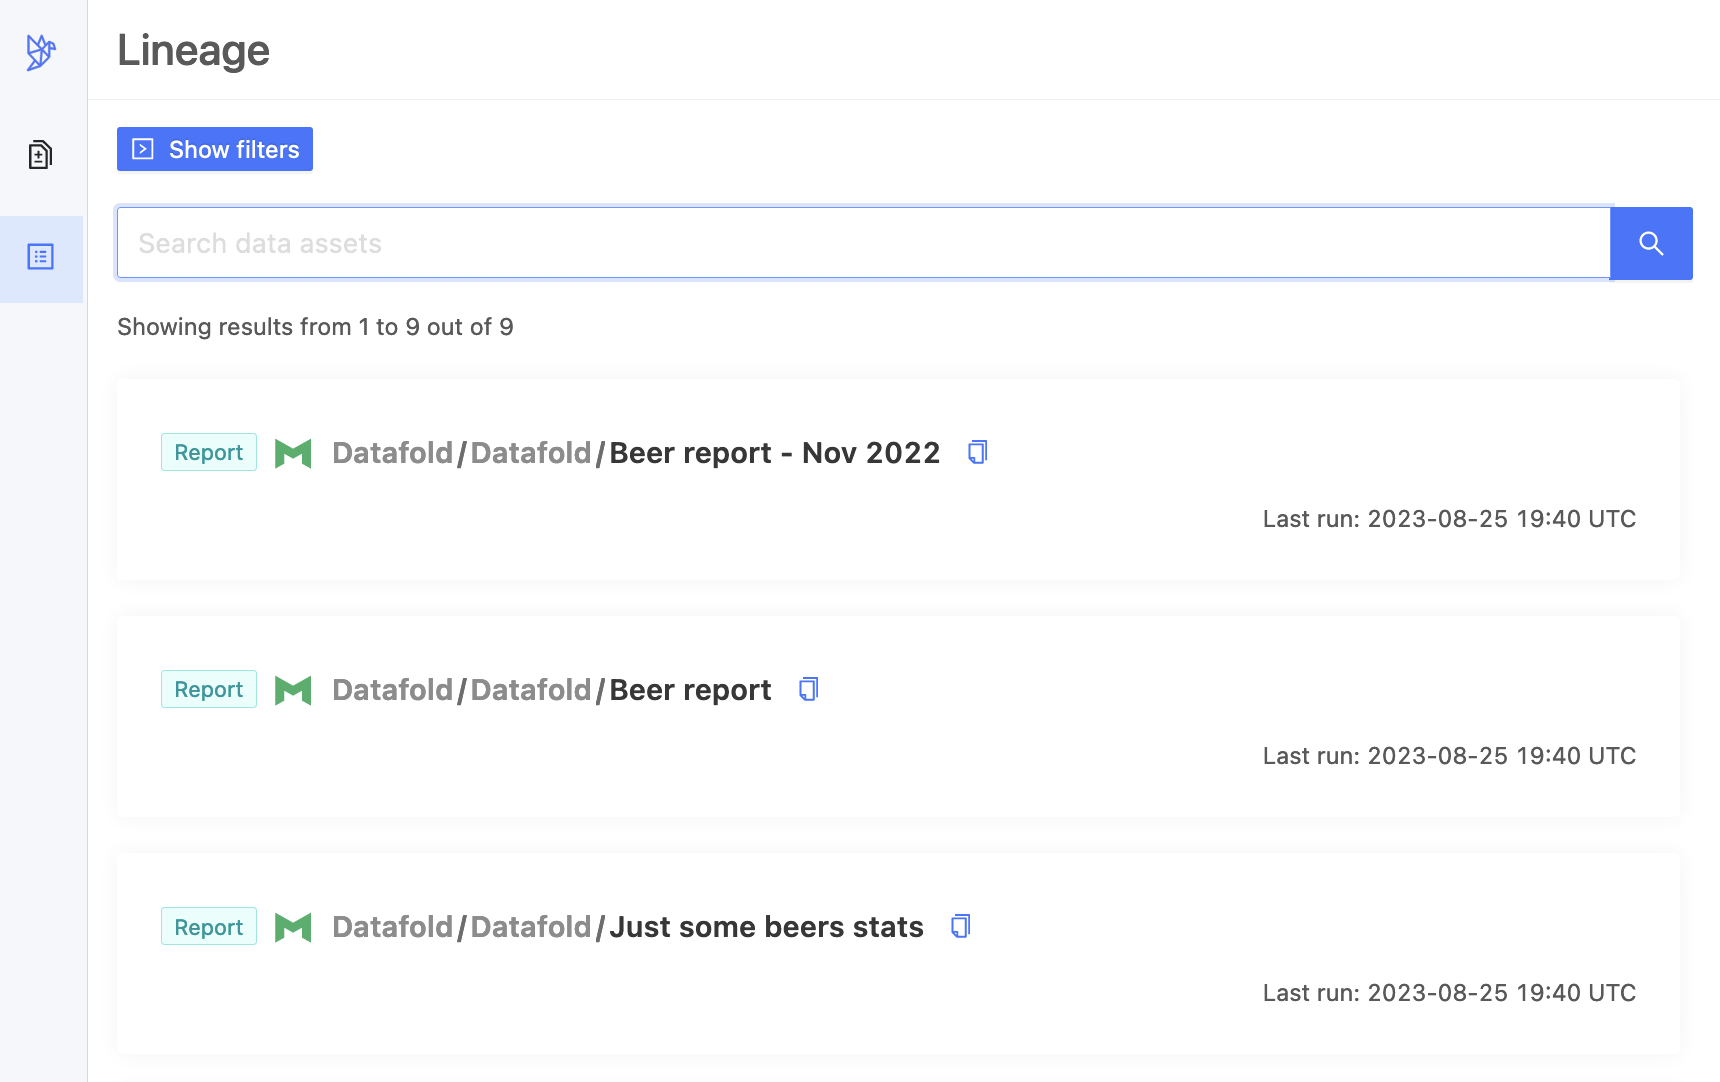 Lineage
Show filters
Search data assets
Showing results from 1 to 9 out of 9
Report Datafold/Datafold/Beer report - Nov 2022
Last run: 2023-08-25 19:40 UTC
Report Datafold/Datafold/Beer report
Last run: 2023-08-25 19:40 UTC
Report Datafold/Datafold/Just some beers stats
Last run: 2023-08-25 19:40 UTC